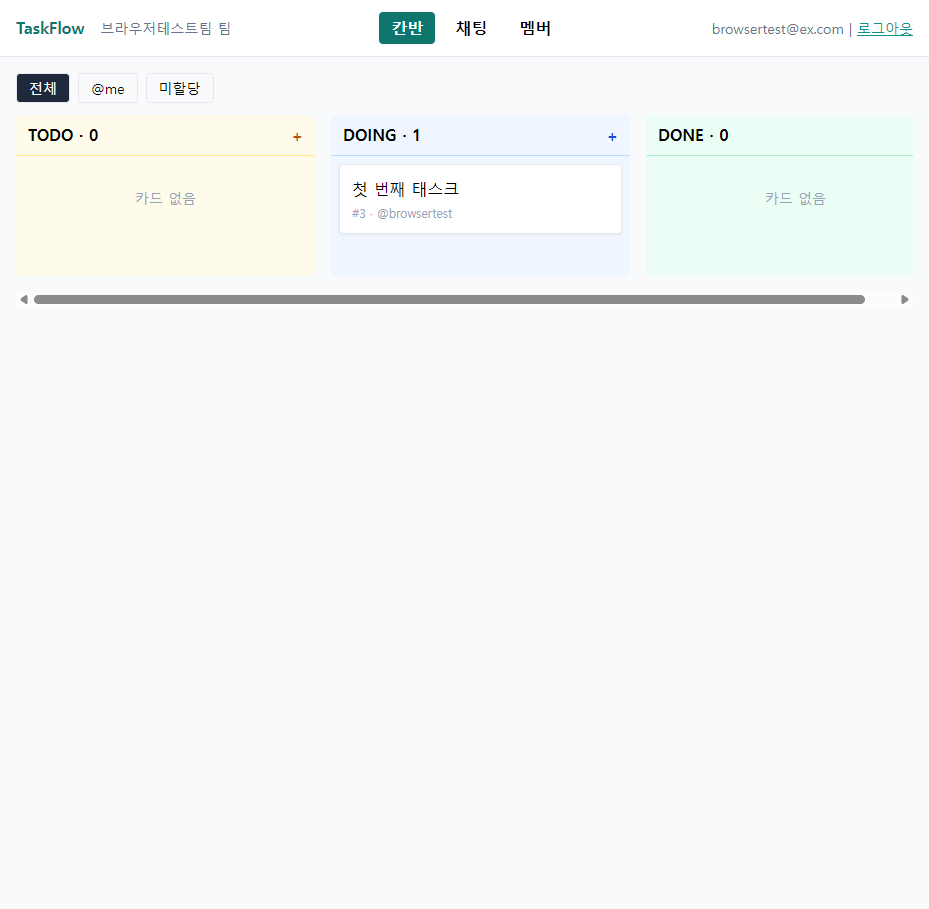 TaskFlow 브라우저테스트팀 팀 칸반 채팅 멤버 browsertest@ex.com | 로그아웃
전체 @me 미할당
TODO · 0 + DOING · 1 + DONE · 0
카드 없음 첫 번째 태스크 카드 없음
#3 · @browsertest